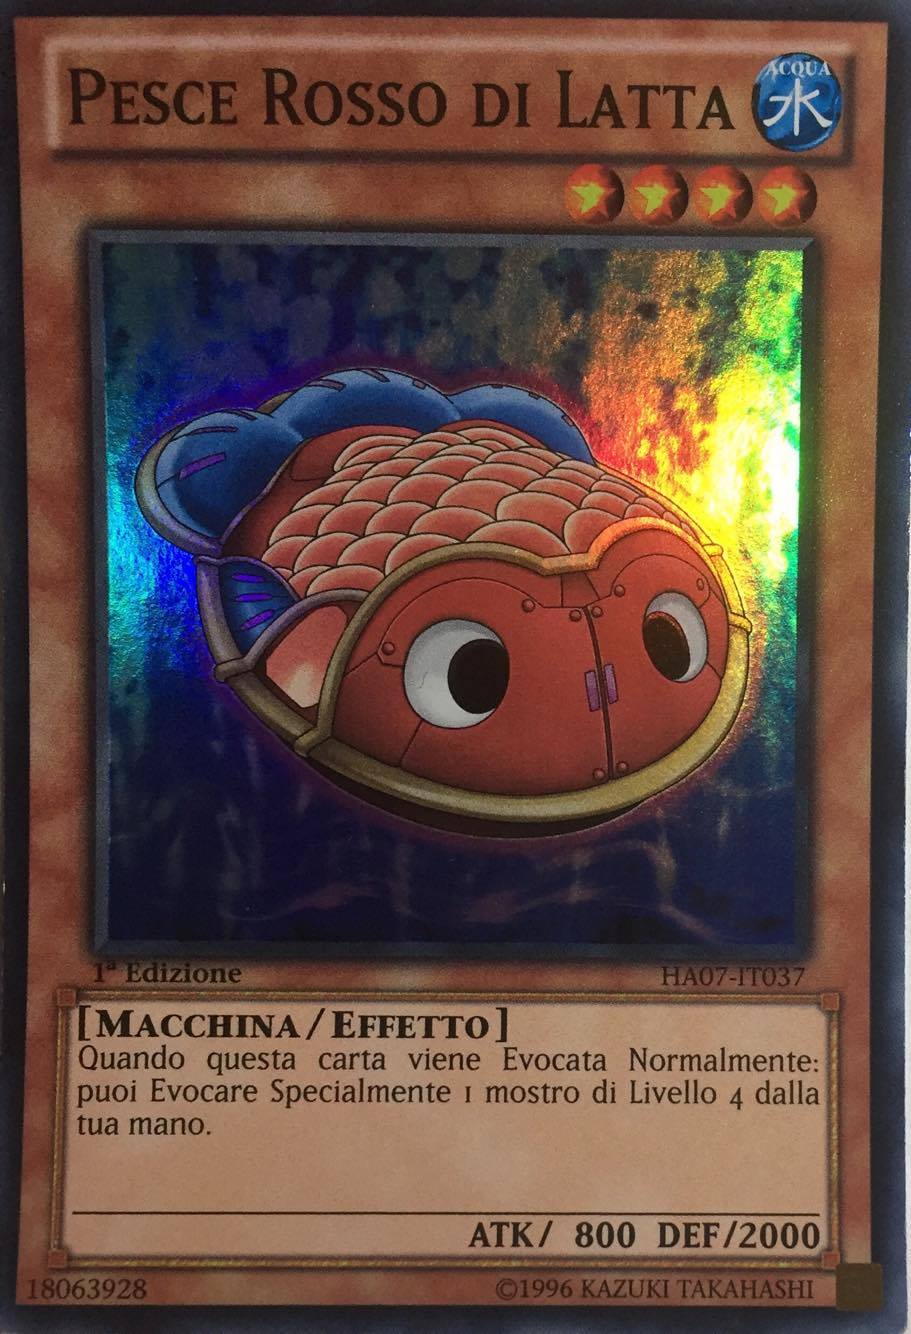 Pesce Rosso di Latta
ACQUA
水
1ª Edizione
HA07-IT037
[Macchina/Effetto]
Quando questa carta viene Evocata Normalmente:
puoi Evocare Specialmente 1 mostro di Livello 4 dalla
tua mano.
ATK/ 800 DEF/2000
18063928
©1996 KAZUKI TAKAHASHI